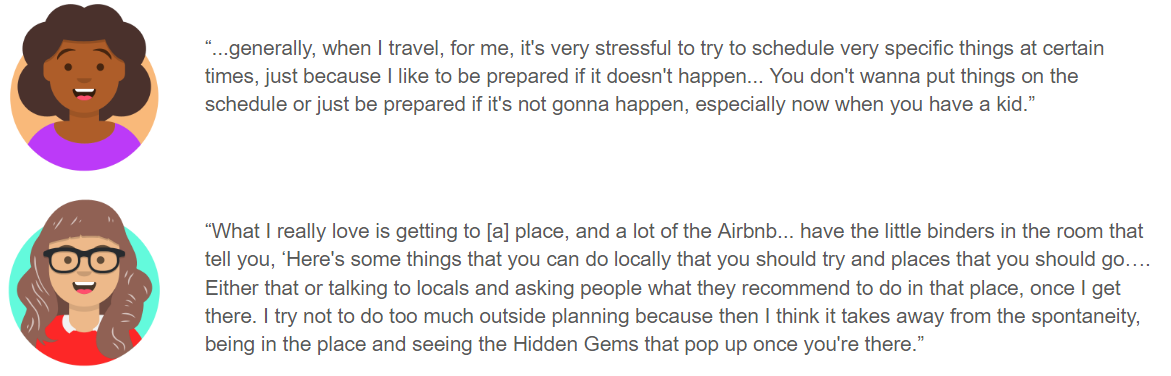 “...generally, when I travel, for me, it's very stressful to try to schedule very specific things at certain
times, just because I like to be prepared if it doesn't happen... You don't wanna put things on the
schedule or just be prepared if it's not gonna happen, especially now when you have a kid.”
“What I really love is getting to [a] place, and a lot of the Airbnb... have the little binders in the room that
tell you, ‘Here's some things that you can do locally that you should try and places that you should go….
Either that or talking to locals and asking people what they recommend to do in that place, once I get
there. I try not to do too much outside planning because then I think it takes away from the spontaneity,
being in the place and seeing the Hidden Gems that pop up once you're there.”